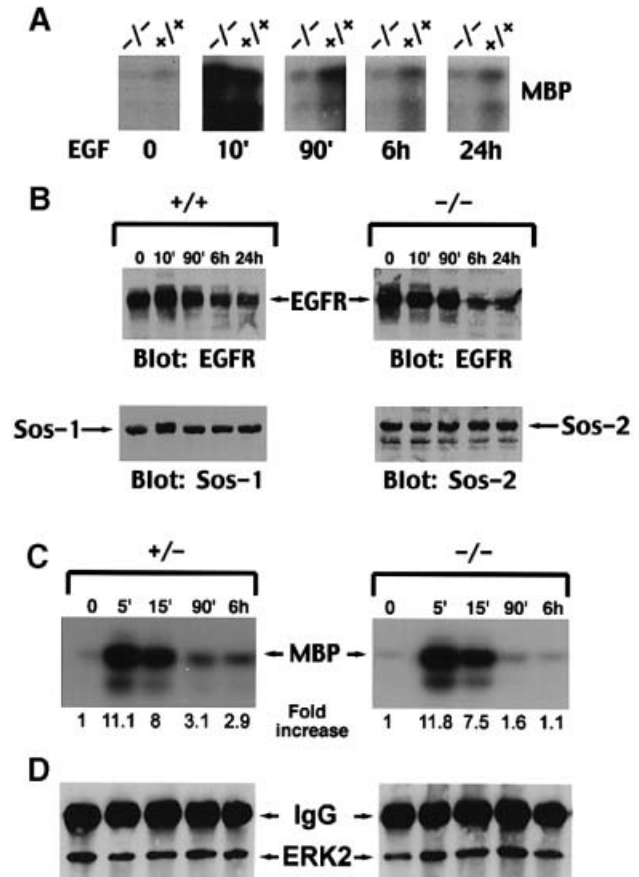 A
-/- +/+ -/- +/+ -/- +/+ -/- +/+ -/- +/+
MBP
EGF 0 10' 90' 6h 24h
B
+/+ -/-
0 10' 90' 6h 24h 0 10' 90' 6h 24h
EGFR
Blot: EGFR Blot: EGFR
Sos-1 Sos-2
Blot: Sos-1 Blot: Sos-2
C
+/- -/-
0 5' 15' 90' 6h 0 5' 15' 90' 6h
MBP
1 11.1 8 3.1 2.9 Fold increase 1 11.8 7.5 1.6 1.1
D
IgG
ERK2